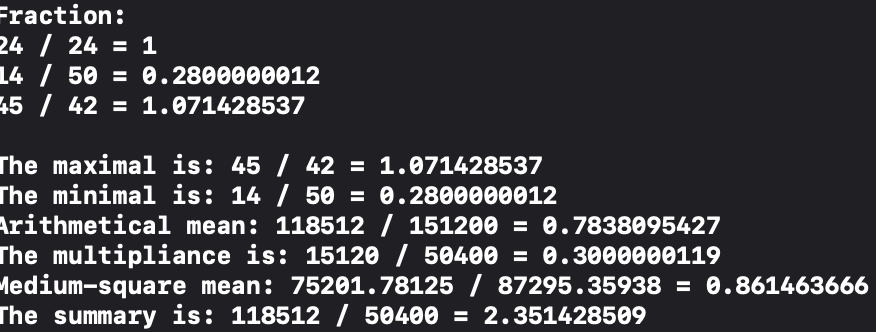 Fraction:
24 / 24 = 1
14 / 50 = 0.2800000012
45 / 42 = 1.071428537
The maximal is: 45 / 42 = 1.071428537
The minimal is: 14 / 50 = 0.2800000012
Arithmetical mean: 118512 / 151200 = 0.7838095427
The multipliance is: 15120 / 50400 = 0.3000000119
Medium-square mean: 75201.78125 / 87295.35938 = 0.861463666
The summary is: 118512 / 50400 = 2.351428509